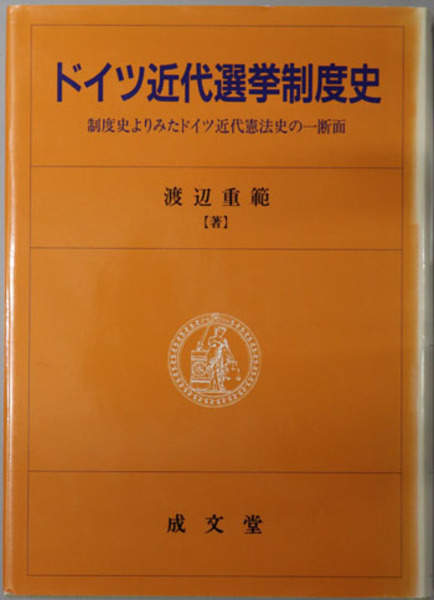 ドイツ近代選挙制度史
制度史よりみたドイツ近代憲法史の一断面
渡辺重範
【著】
成文堂